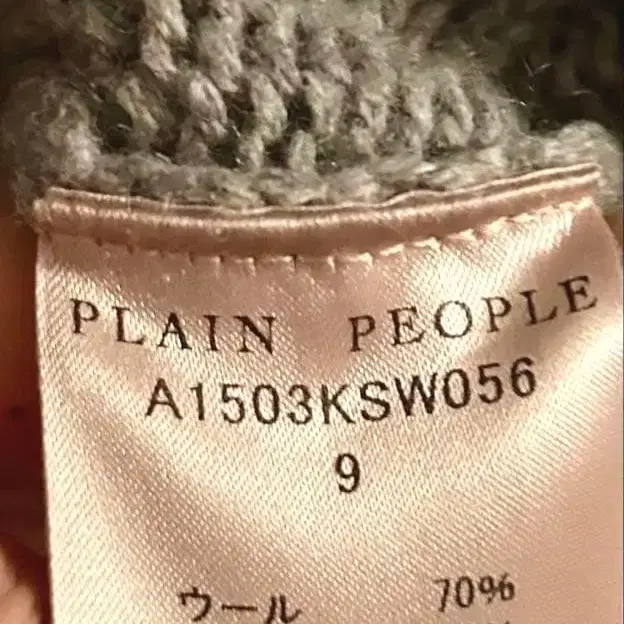 PLAIN PEOPLE
A1503KSW056
9
ウール 70%